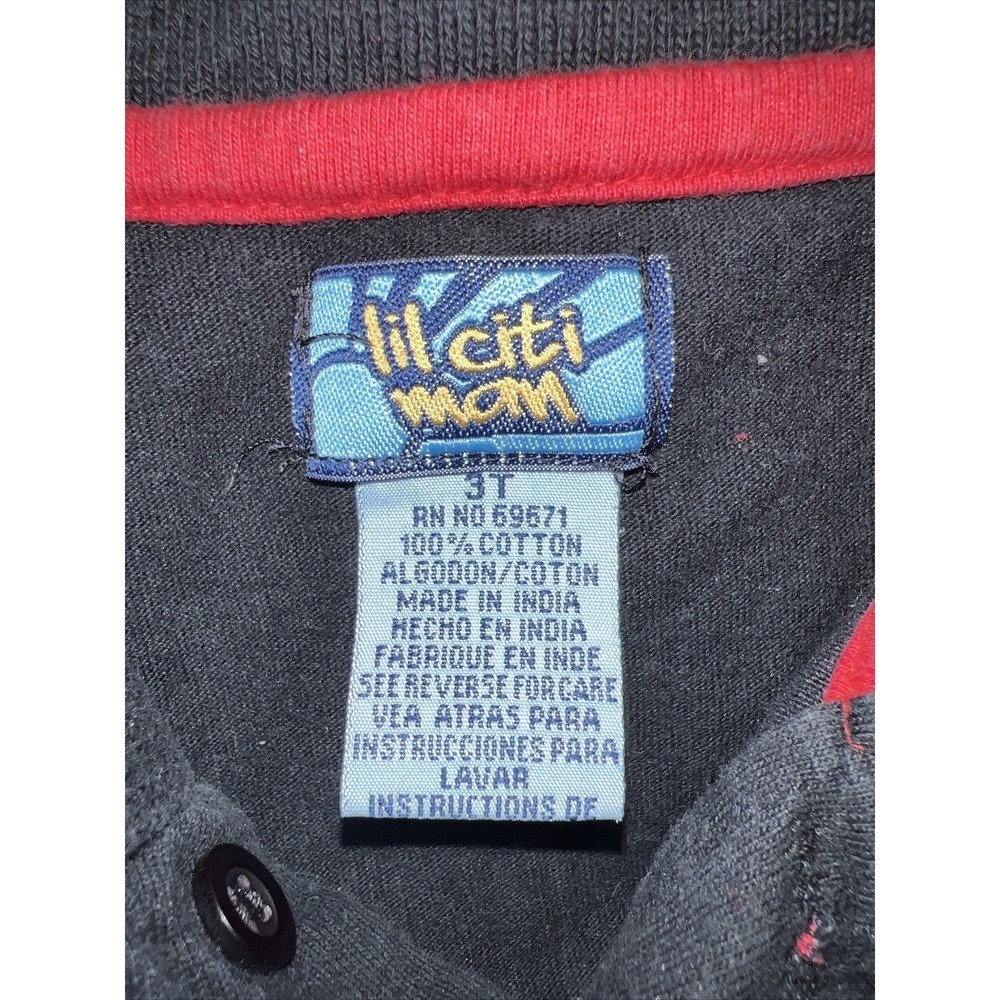 lil citi
man
3T
RN NO 69671
100% COTTON
ALGODON/COTON
MADE IN INDIA
HECHO EN INDIA
FABRIQUE EN INDE
SEE REVERSE FOR CARE
VEA ATRAS PARA
INSTRUCCIONES PARA
LAVAR
INSTRUCTIONS DE